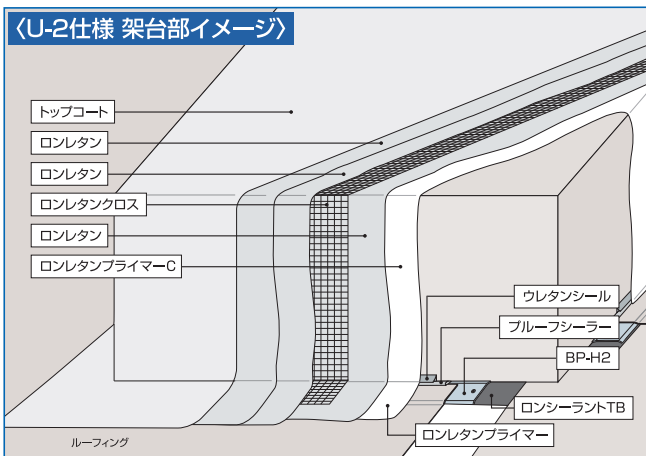 〈U-2仕様 架台部イメージ〉
トップコート
ロンレタン
ロンレタン
ロンレタンクロス
ロンレタン
ロンレタンプライマーC
ウレタンシール
プルーフシーラー
BP-H2
ロンシーラントTB
ロンレタンプライマー
ルーフィング